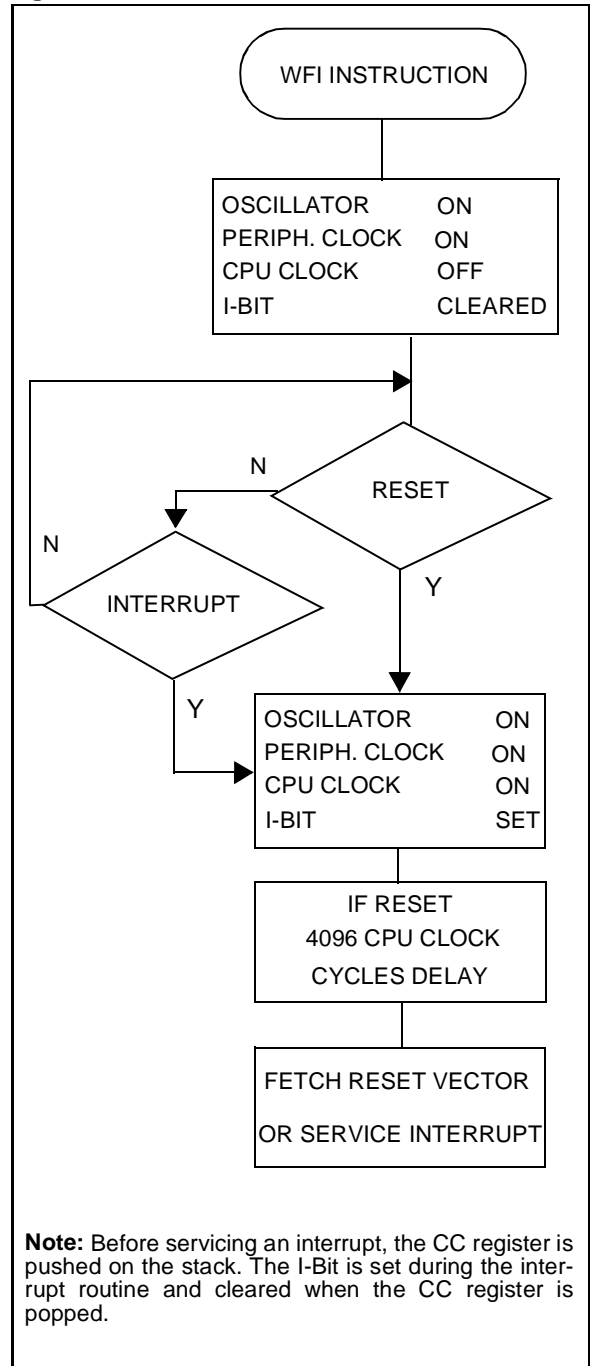 WFI INSTRUCTION
OSCILLATOR ON
PERIPH. CLOCK ON
CPU CLOCK OFF
I-BIT CLEARED
N
RESET
N
INTERRUPT
Y
Y
OSCILLATOR ON
PERIPH. CLOCK ON
CPU CLOCK ON
I-BIT SET
IF RESET
4096 CPU CLOCK
CYCLES DELAY
FETCH RESET VECTOR
OR SERVICE INTERRUPT
Note: Before servicing an interrupt, the CC register is
pushed on the stack. The I-Bit is set during the inter-
rupt routine and cleared when the CC register is
popped.